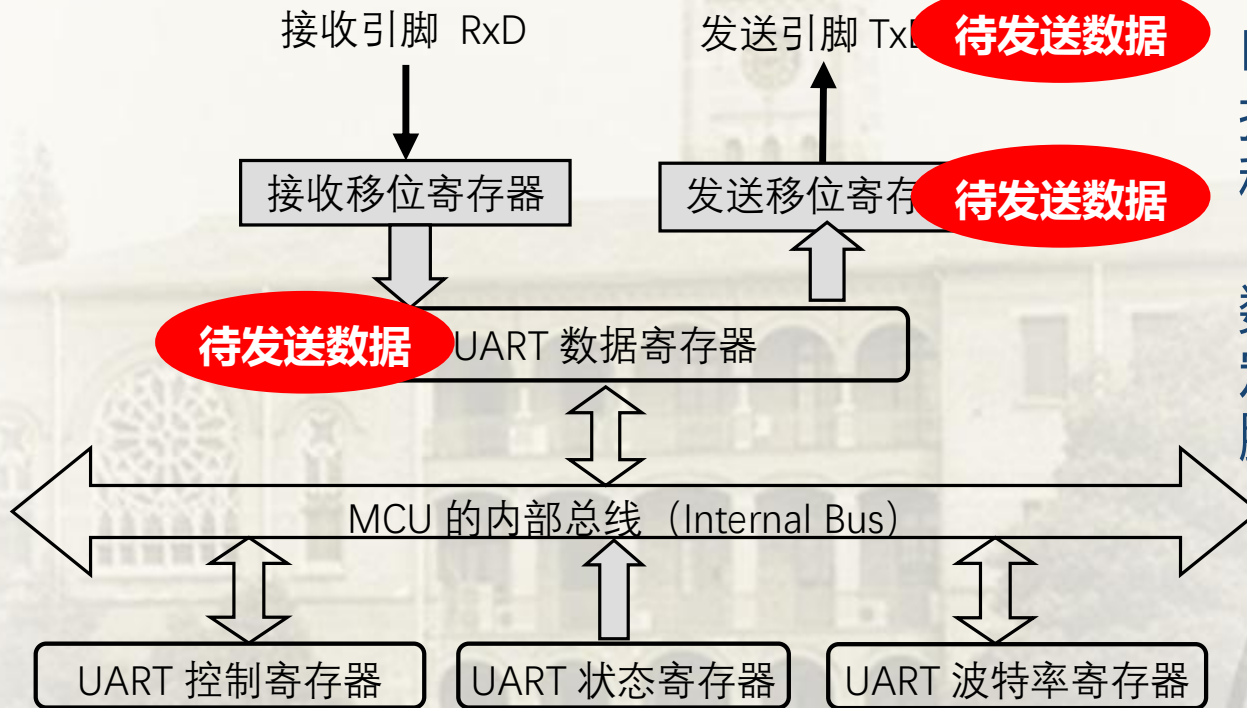 接收引脚 RxD
发送引脚 Tx
待发送数据
接收移位寄存器
发送移位寄存
待发送数据
待发送数据
UART 数据寄存器
MCU 的内部总线（Internal Bus）
UART 控制寄存器
UART 状态寄存器
UART 波特率寄存器